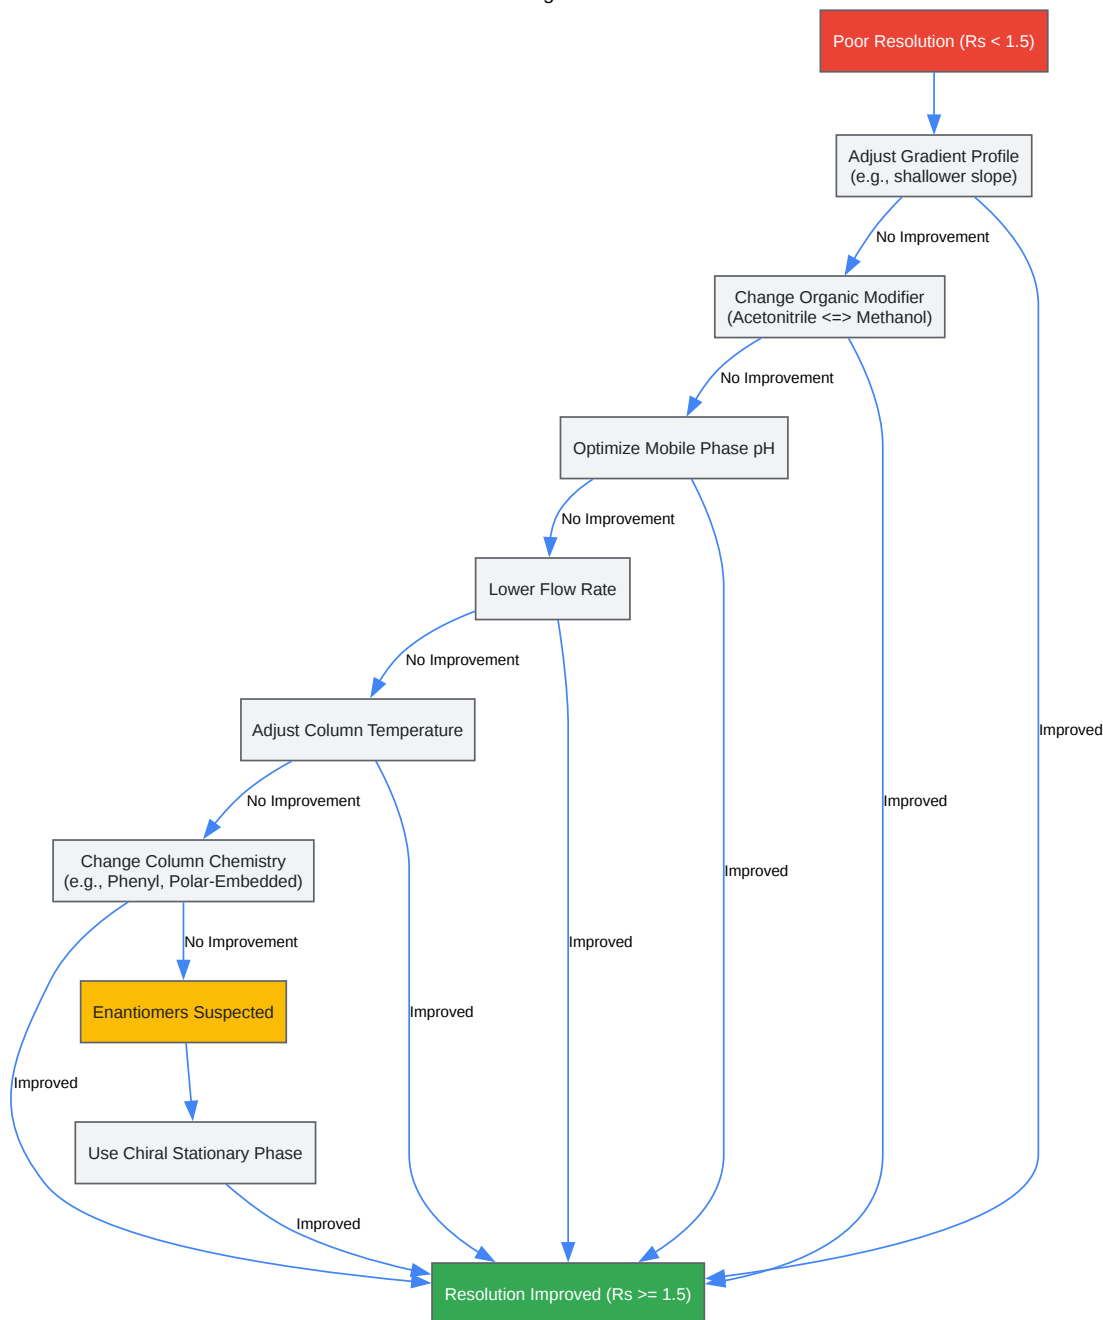 Poor Resolution (Rs < 1.5)
Adjust Gradient Profile
(e.g., shallower slope)
No Improvement
Change Organic Modifier
(Acetonitrile <=> Methanol)
No Improvement
Optimize Mobile Phase pH
No Improvement
Lower Flow Rate
No Improvement
Adjust Column Temperature
Improved
No Improvement
Improved
Change Column Chemistry
(e.g., Phenyl, Polar-Embedded)
Improved
No Improvement
Improved
Enantiomers Suspected
Improved
Improved
Use Chiral Stationary Phase
Improved
Resolution Improved (Rs >= 1.5)